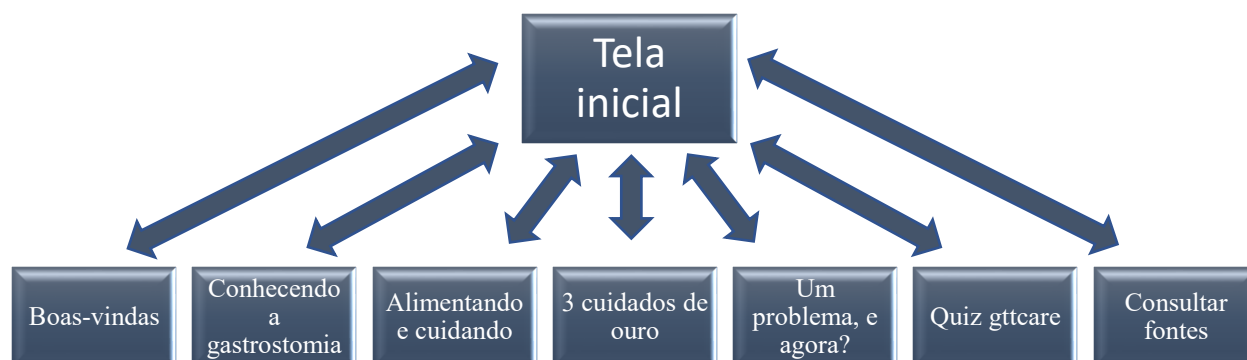 Tela
inicial
Boas-vindas
Conhecendo
a
gastrostomia
Alimentando
e cuidando
3 cuidados de
ouro
Um
problema, e
agora?
Quiz gttcare
Consultar
fontes